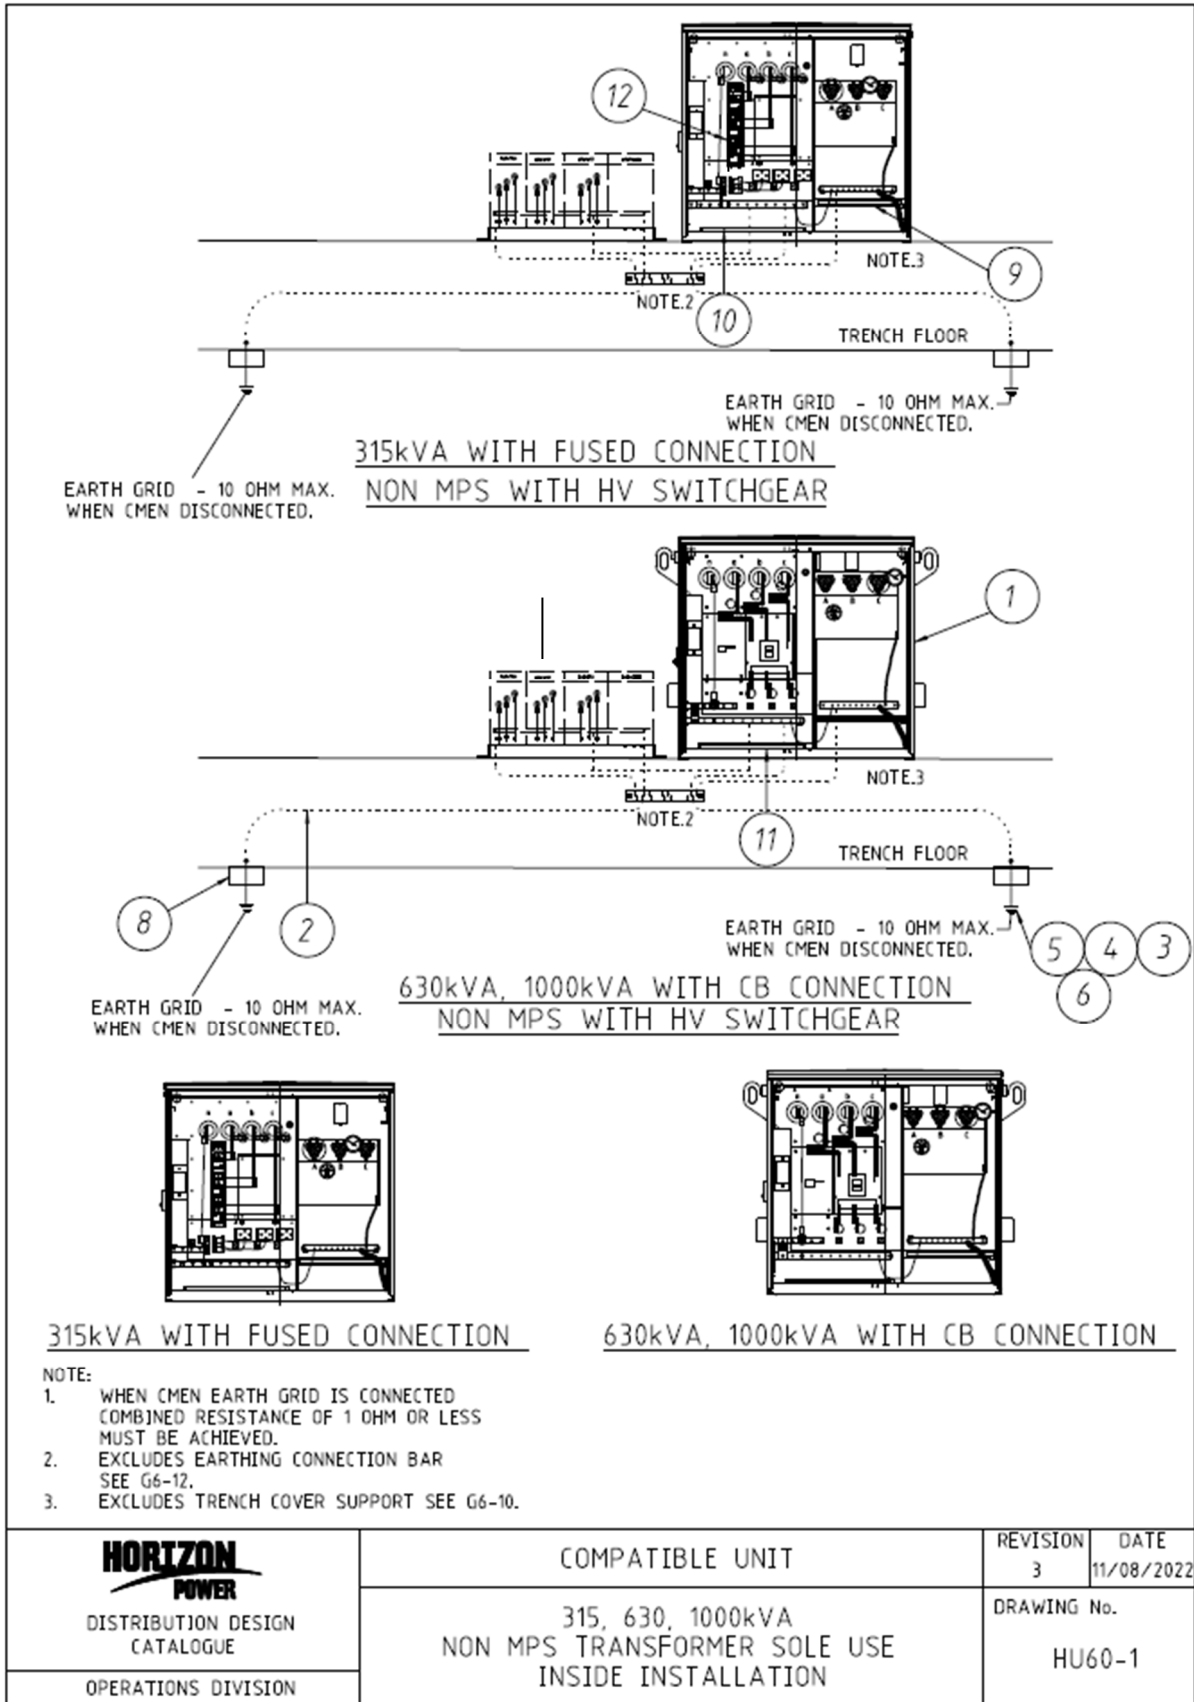 12
NOTE.3
9
NOTE.2
10
TRENCH FLOOR
EARTH GRID - 10 OHM MAX.
WHEN CMEN DISCONNECTED.
315kVA WITH FUSED CONNECTION
NON MPS WITH HV SWITCHGEAR
EARTH GRID - 10 OHM MAX.
WHEN CMEN DISCONNECTED.
1
NOTE.3
NOTE.2
11
TRENCH FLOOR
8
2
EARTH GRID - 10 OHM MAX.
WHEN CMEN DISCONNECTED.
5 4 3
6
630kVA, 1000kVA WITH CB CONNECTION
NON MPS WITH HV SWITCHGEAR
EARTH GRID - 10 OHM MAX.
WHEN CMEN DISCONNECTED.
A B C
A B C
315kVA WITH FUSED CONNECTION
630kVA, 1000kVA WITH CB CONNECTION
NOTE:
1. WHEN CMEN EARTH GRID IS CONNECTED
COMBINED RESISTANCE OF 1 OHM OR LESS
MUST BE ACHIEVED.
2. EXCLUDES EARTHING CONNECTION BAR
SEE G6-12.
3. EXCLUDES TRENCH COVER SUPPORT SEE G6-10.
HORIZON
POWER
DISTRIBUTION DESIGN
CATALOGUE
OPERATIONS DIVISION
COMPATIBLE UNIT
315, 630, 1000kVA
NON MPS TRANSFORMER SOLE USE
INSIDE INSTALLATION
REVISION
3
DATE
11/08/2022
DRAWING No.
HU60-1